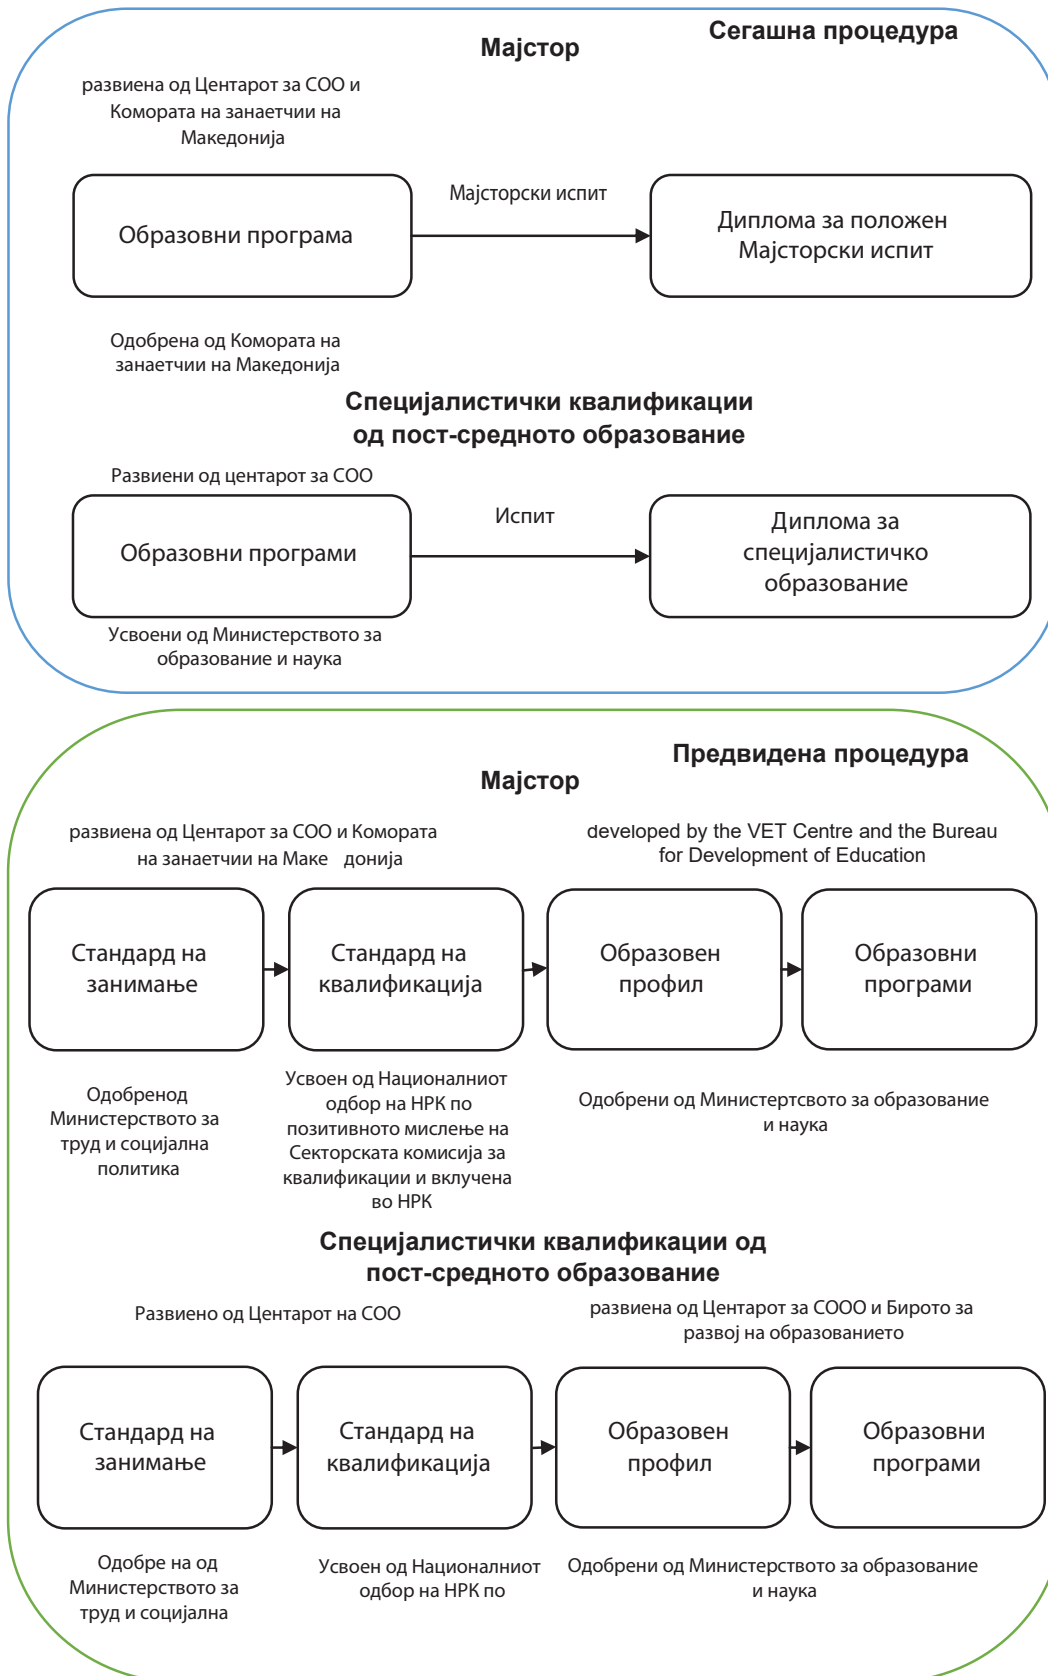 Сегашна процедура
Мајстор
развиена од Центарот за СОО и
Комората на занаетчии на
Македонија
Образовни програма
Мајсторски испит
Диплома за положен
Мајсторски испит
Одобрена од Комората на
занаетчии на Македонија
Специјалистички квалификации
од пост-средното образование
Развиени од центарот за СОО
Образовни програми
Испит
Диплома за
специјалистичко
образование
Усвоени од Министерството за
образование и наука
Предвидена процедура
Мајстор
развиена од Центарот за СОО и Комората
на занаетчии на Маке донија
developed by the VET Centre and the Bureau
for Development of Education
Стандард на
занимање
Стандард на
квалификација
Образовен
профил
Образовни
програми
Одобренод
Министерството за
труд и социјална
политика
Усвоен од Националниот
одбор на НРК по
позитивното мислење на
Секторската комисија за
квалификации и вклучена
во НРК
Одобрени од Министертсвото за образование
и наука
Специјалистички квалификации од
пост-средното образование
Развиено од Центарот на СОО
развиена од Центарот за СООО и Бирото за
развој на образованието
Стандард на
занимање
Стандард на
квалификација
Образовен
профил
Образовни
програми
Одобре на од
Министерството за
труд и социјална
Усвоен од Националниот
одбор на НРК по
Одобрени од Министерството за образование
и наука